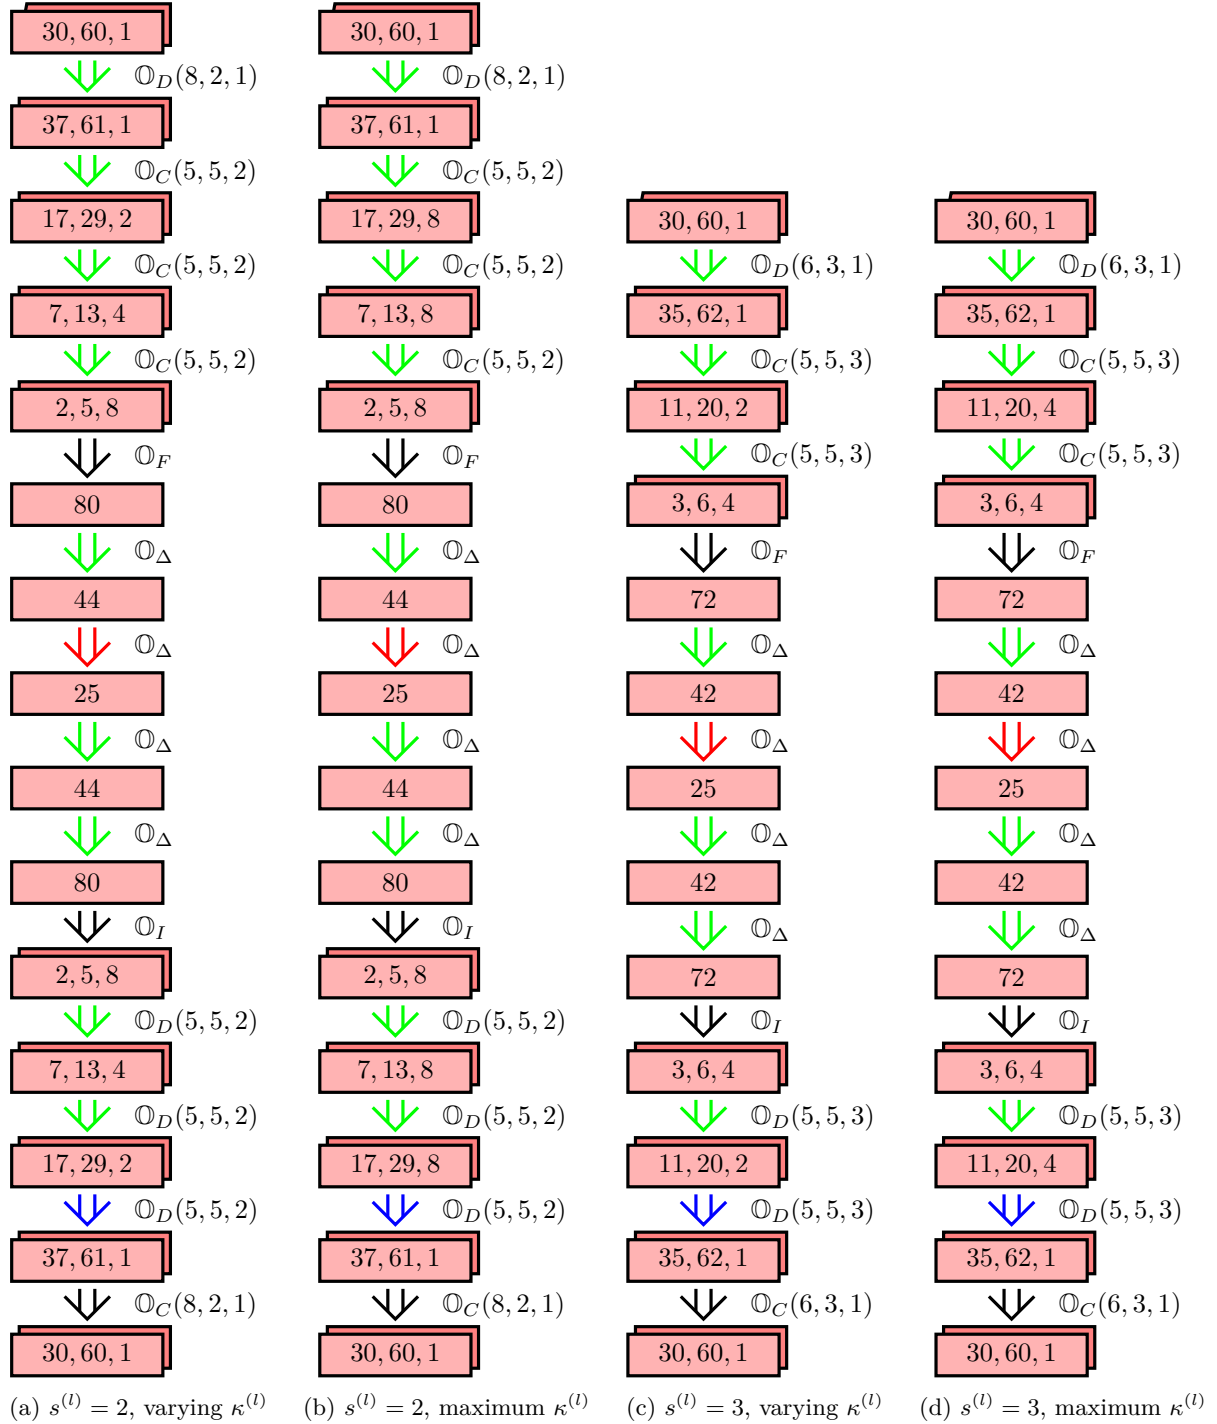 30, 60, 1
𝕆_D(8, 2, 1)
37, 61, 1
𝕆_C(5, 5, 2)
17, 29, 2
𝕆_C(5, 5, 2)
7, 13, 4
𝕆_C(5, 5, 2)
2, 5, 8
𝕆_F
80
𝕆_Δ
44
𝕆_Δ
25
𝕆_Δ
44
𝕆_Δ
80
𝕆_I
2, 5, 8
𝕆_D(5, 5, 2)
7, 13, 4
𝕆_D(5, 5, 2)
17, 29, 2
𝕆_D(5, 5, 2)
37, 61, 1
𝕆_C(8, 2, 1)
30, 60, 1
(a) s^(l) = 2, varying κ^(l)
30, 60, 1
𝕆_D(8, 2, 1)
37, 61, 1
𝕆_C(5, 5, 2)
17, 29, 8
𝕆_C(5, 5, 2)
7, 13, 8
𝕆_C(5, 5, 2)
2, 5, 8
𝕆_F
80
𝕆_Δ
44
𝕆_Δ
25
𝕆_Δ
44
𝕆_Δ
80
𝕆_I
2, 5, 8
𝕆_D(5, 5, 2)
7, 13, 8
𝕆_D(5, 5, 2)
17, 29, 8
𝕆_D(5, 5, 2)
37, 61, 1
𝕆_C(8, 2, 1)
30, 60, 1
(b) s^(l) = 2, maximum κ^(l)
30, 60, 1
𝕆_D(6, 3, 1)
35, 62, 1
𝕆_C(5, 5, 3)
11, 20, 2
𝕆_C(5, 5, 3)
3, 6, 4
𝕆_F
72
𝕆_Δ
42
𝕆_Δ
25
𝕆_Δ
42
𝕆_Δ
72
𝕆_I
3, 6, 4
𝕆_D(5, 5, 3)
11, 20, 2
𝕆_D(5, 5, 3)
35, 62, 1
𝕆_C(6, 3, 1)
30, 60, 1
(c) s^(l) = 3, varying κ^(l)
30, 60, 1
𝕆_D(6, 3, 1)
35, 62, 1
𝕆_C(5, 5, 3)
11, 20, 4
𝕆_C(5, 5, 3)
3, 6, 4
𝕆_F
72
𝕆_Δ
42
𝕆_Δ
25
𝕆_Δ
42
𝕆_Δ
72
𝕆_I
3, 6, 4
𝕆_D(5, 5, 3)
11, 20, 4
𝕆_D(5, 5, 3)
35, 62, 1
𝕆_C(6, 3, 1)
30, 60, 1
(d) s^(l) = 3, maximum κ^(l)